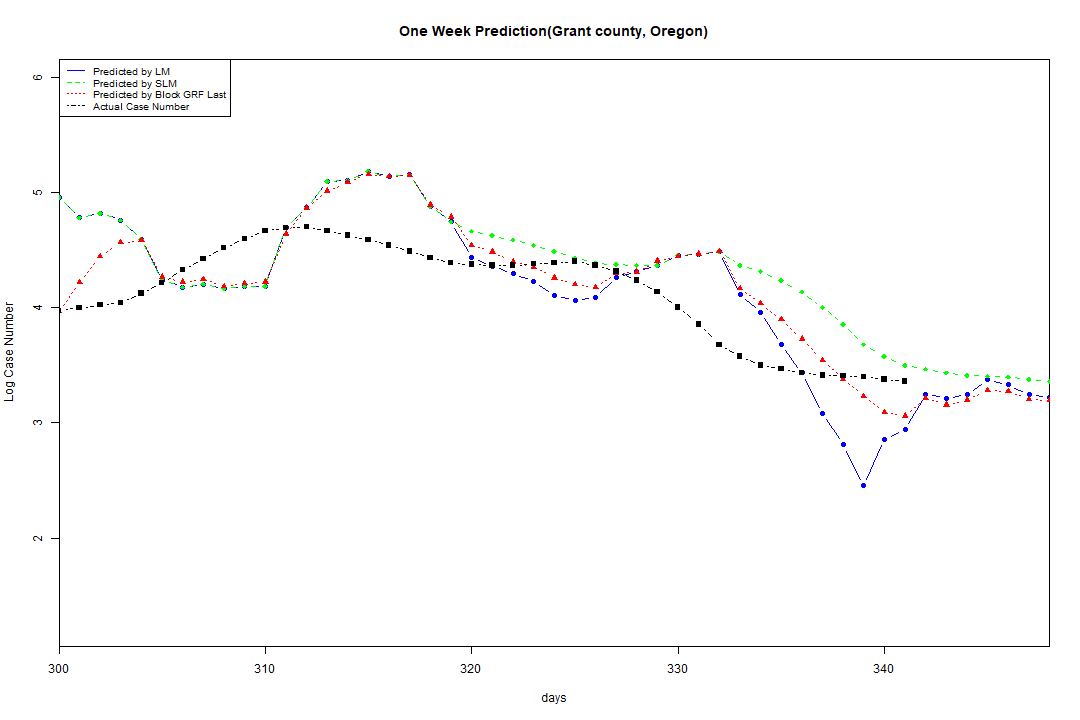 One Week Prediction(Grant county, Oregon)
Predicted by LM
Predicted by SLM
Predicted by Block GRF Last
Actual Case Number
6
5
4
3
2
Log Case Number
300 310 320 330 340
days